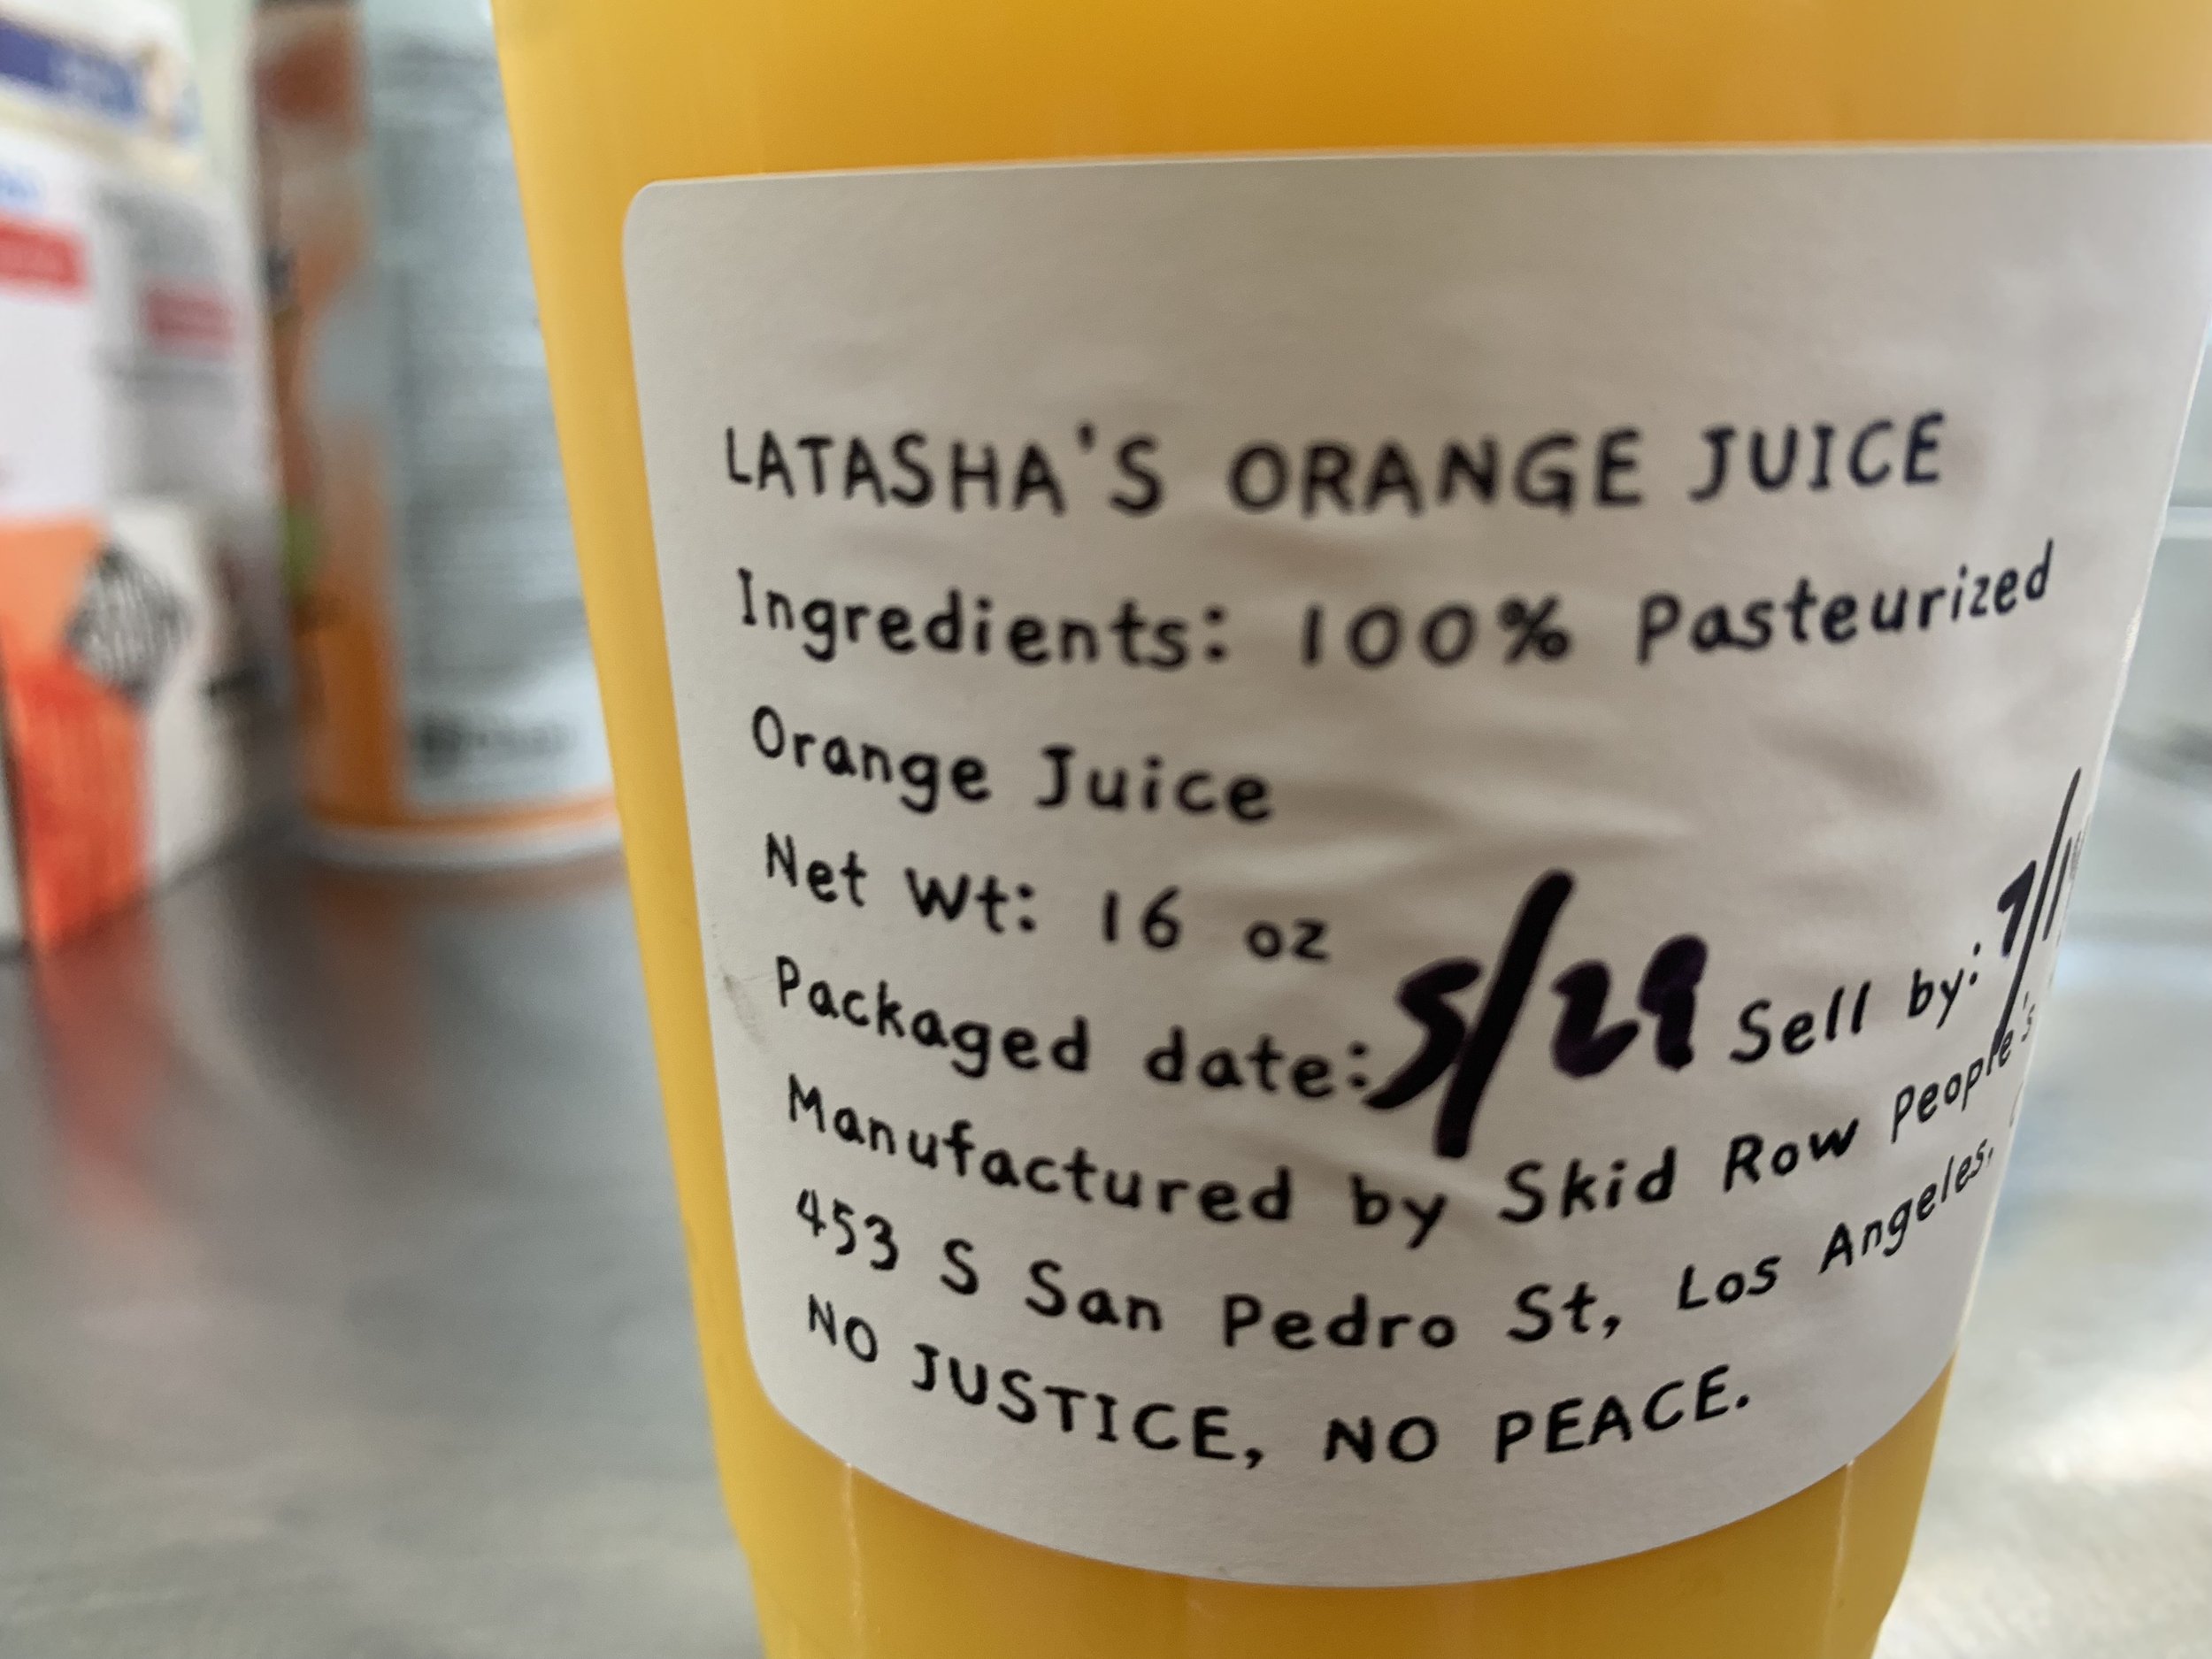 LATASHA'S ORANGE JUICE
Ingredients: 100% Pasteurized
Orange Juice
Net Wt: 16 oz
Packaged date: 5/29 Sell by:
Manufactured by Skid Row People's
453 S San Pedro St, Los Angeles,
NO JUSTICE, NO PEACE.